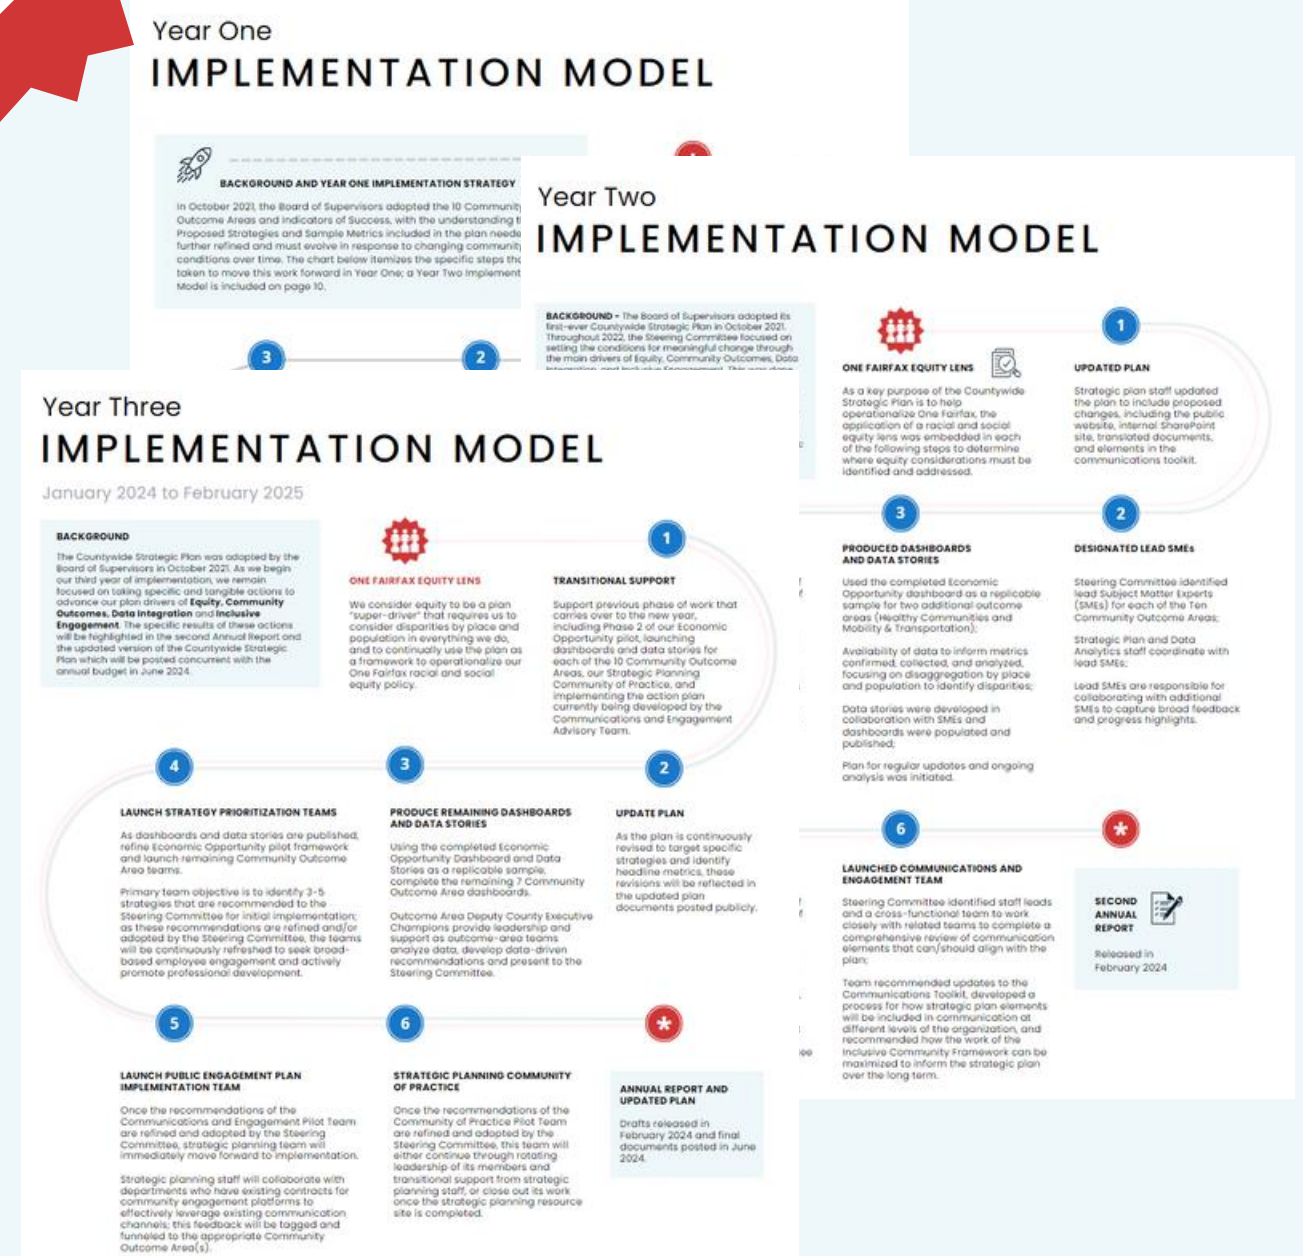 Year One
IMPLEMENTATION MODEL
BACKGROUND AND YEAR ONE IMPLEMENTATION STRATEGY
In October 2021, the Board of Supervisors adopted the 10 Community
Outcome Areas and Indicators of Success, with the understanding
Proposed Strategies and Sample Metrics included in the plan
further refined and must evolve in response to changing community
conditions over time. The chart below itemizes the specific steps
taken to move this work forward in Year One; a Year Two
Model is included on page 10.
3
2
Year Two
IMPLEMENTATION MODEL
BACKGROUND - The Board of Supervisors adopted its
first-ever Countywide Strategic Plan in October 2021.
Throughout 2022, the Steering Committee focused on
setting the conditions for meaningful change through
the main drivers of Equity, Community Outcomes, Data
Integration, and Inclusive Engagement. This was done
ONE FAIRFAX EQUITY LENS
As a key purpose of the Countywide
Strategic Plan is to help
operationalize One Fairfax, the
application of a racial and social
equity lens was embedded in each
of the following steps to determine
where equity considerations must be
identified and addressed.
1
UPDATED PLAN
Strategic plan staff updated
the plan to include proposed
changes, including the public
website, internal SharePoint
site, translated documents,
and elements in the
communications toolkit.
3
PRODUCED DASHBOARDS
AND DATA STORIES
Used the completed Economic
Opportunity dashboard as a replicable
sample for two additional outcome
areas (Healthy Communities and
Mobility & Transportation);
Availability of data to inform metrics
confirmed, collected, and analyzed,
focusing on disaggregation by place
and population to identify disparities;
Data stories were developed in
collaboration with SMEs and
dashboards were populated and
published;
Plan for regular updates and ongoing
analysis was initiated.
2
DESIGNATED LEAD SMEs
Steering Committee identified
lead Subject Matter Experts
(SMEs) for each of the Ten
Community Outcome Areas;
Strategic Plan and Data
Analytics staff coordinate with
lead SMEs;
Lead SMEs are responsible for
collaborating with additional
SMEs to capture broad feedback
and progress highlights.
6
LAUNCHED COMMUNICATIONS AND
ENGAGEMENT TEAM
Steering Committee identified staff leads
and a cross-functional team to work
closely with related teams to complete a
comprehensive review of communication
elements that can/should align with the
plan;
Team recommended updates to the
Communications Toolkit, developed a
process for how strategic plan elements
will be included in communication at
different levels of the organization, and
recommended how the work of the
Inclusive Community Framework can be
maximized to inform the strategic plan
over the long term.
*
SECOND
ANNUAL
REPORT
Released in
February 2024
Year Three
IMPLEMENTATION MODEL
January 2024 to February 2025
BACKGROUND
The Countywide Strategic Plan was adopted by the
Board of Supervisors in October 2021. As we begin
our third year of implementation, we remain
focused on taking specific and tangible actions to
advance our plan drivers of Equity, Community
Outcomes, Data Integration and Inclusive
Engagement. The specific results of these actions
will be highlighted in the second Annual Report and
the updated version of the Countywide Strategic
Plan which will be posted concurrent with the
annual budget in June 2024.
ONE FAIRFAX EQUITY LENS
We consider equity to be a plan
"super-driver" that requires us to
consider disparities by place and
population in everything we do,
and to continually use the plan as
a framework to operationalize our
One Fairfax racial and social
equity policy.
1
TRANSITIONAL SUPPORT
Support previous phase of work that
carries over to the new year,
including Phase 2 of our Economic
Opportunity pilot, launching
dashboards and data stories for
each of the 10 Community Outcome
Areas, our Strategic Planning
Community of Practice, and
implementing the action plan
currently being developed by the
Communications and Engagement
Advisory Team.
4
LAUNCH STRATEGY PRIORITIZATION TEAMS
As dashboards and data stories are published,
refine Economic Opportunity pilot framework
and launch remaining Community Outcome
Area teams.
Primary team objective is to identify 3-5
strategies that are recommended to the
Steering Committee for initial implementation;
as these recommendations are refined and/or
adopted by the Steering Committee, the teams
will be continuously refreshed to seek broad-
based employee engagement and actively
promote professional development.
3
PRODUCE REMAINING DASHBOARDS
AND DATA STORIES
Using the completed Economic
Opportunity Dashboard and Data
Stories as a replicable sample,
complete the remaining 7 Community
Outcome Area dashboards.
Outcome Area Deputy County Executive
Champions provide leadership and
support as outcome-area teams
analyze data, develop data-driven
recommendations and present to the
Steering Committee.
2
UPDATE PLAN
As the plan is continuously
revised to target specific
strategies and identify
headline metrics, these
revisions will be reflected in
the updated plan
documents posted publicly.
5
LAUNCH PUBLIC ENGAGEMENT PLAN
IMPLEMENTATION TEAM
Once the recommendations of the
Communications and Engagement Pilot Team
are refined and adopted by the Steering
Committee, strategic planning team will
immediately move forward to implementation.
Strategic planning staff will collaborate with
departments who have existing contracts for
community engagement platforms to
effectively leverage existing communication
channels; this feedback will be tagged and
funneled to the appropriate Community
Outcome Area(s).
6
STRATEGIC PLANNING COMMUNITY
OF PRACTICE
Once the recommendations of the
Community of Practice Pilot Team
are refined and adopted by the
Steering Committee, this team will
either continue through rotating
leadership of its members and
transitional support from strategic
planning staff, or close out its work
once the strategic planning resource
site is completed.
*
ANNUAL REPORT AND
UPDATED PLAN
Drafts released in
February 2024 and final
documents posted in June
2024.